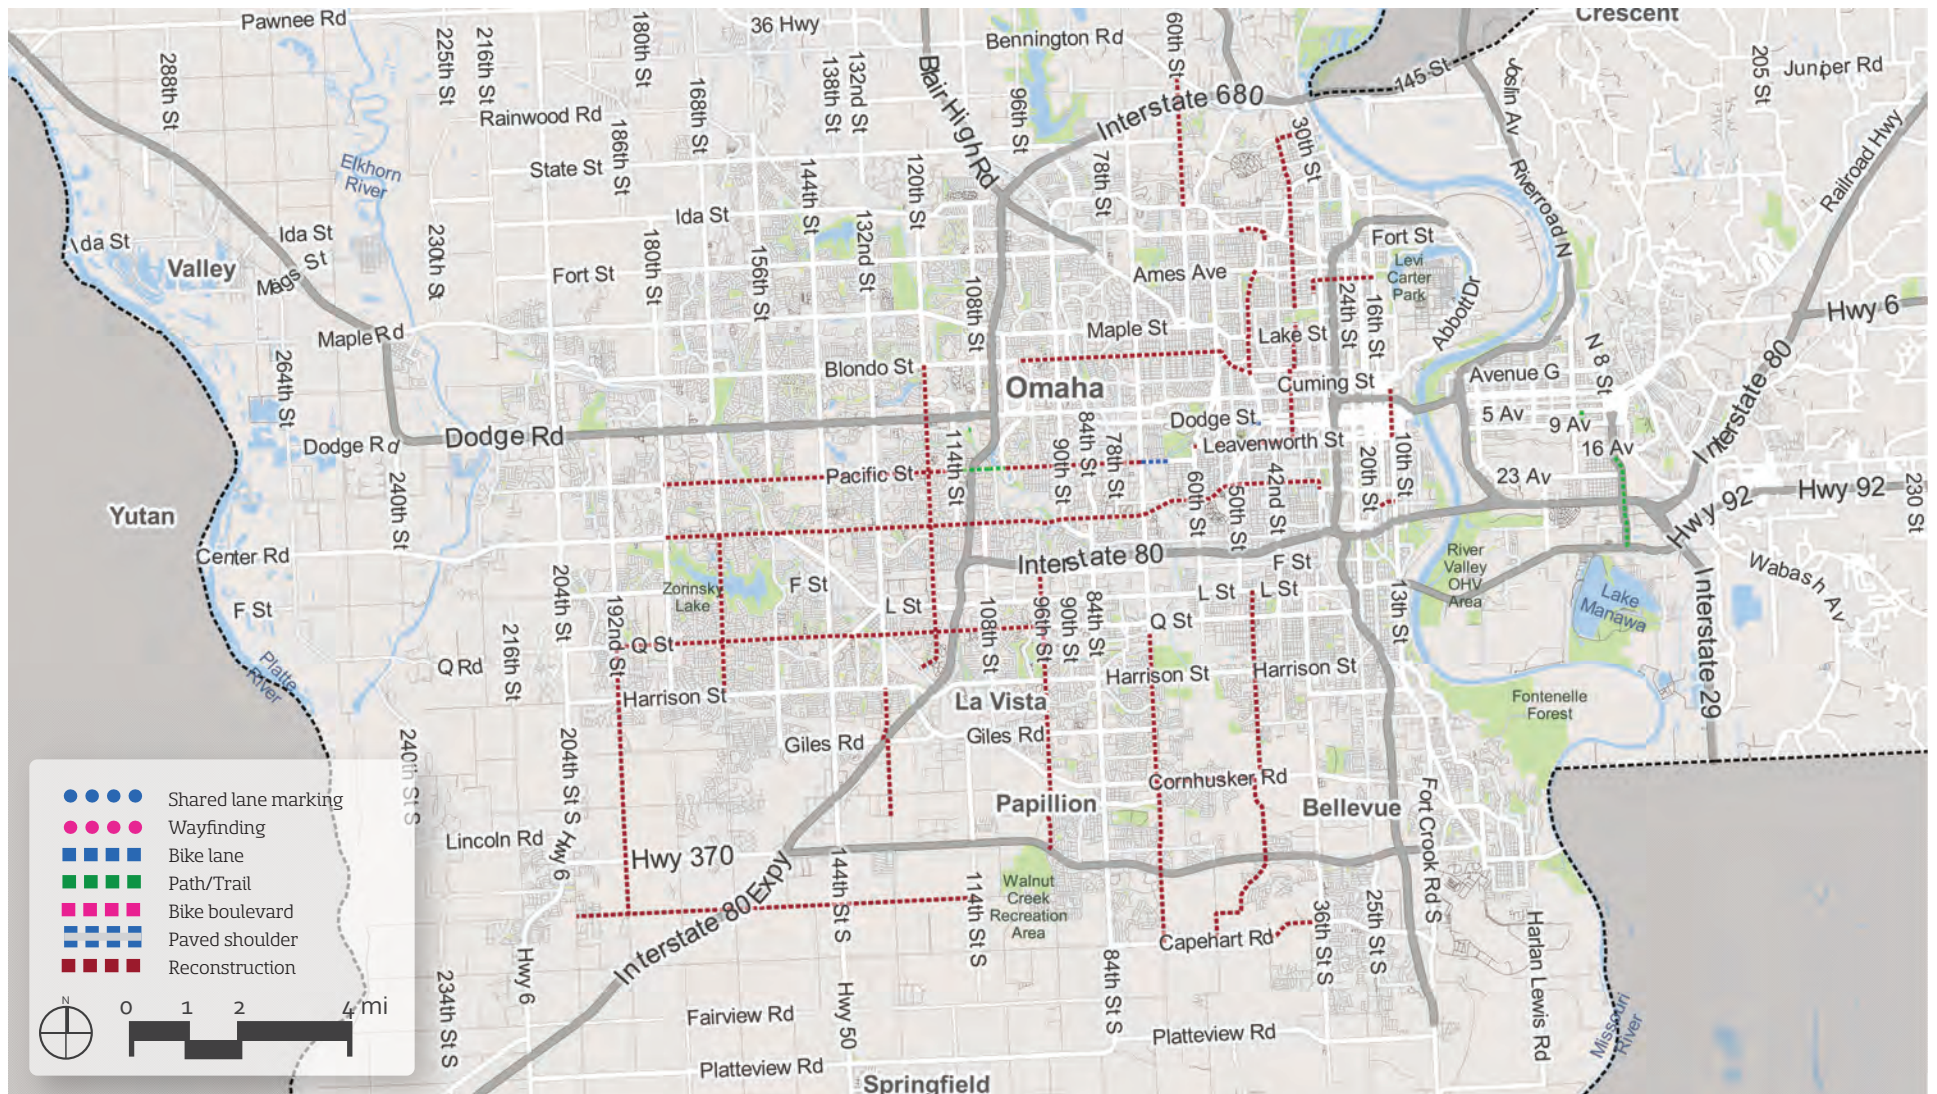 Pawnee Rd
36 Hwy
Bennington Rd
Crescent
288th St
225th St
216th St
180th St
168th St
138th St
132nd St
Blair High Rd
96th St
60th St
Interstate 680
145 St
Joslin Av
205 St
Juniper Rd
Rainwood Rd
186th St
30th St
Railroad Hwy
Elkhorn
River
State St
144th St
120th St
78th St
Riverroad N
Ida St
Ida St
Ida St
230th St
180th St
156th St
132nd St
Fort St
Valley
Mags St
Fort St
108th St
Ames Ave
Levi
Carter
Park
Abbott Dr
Hwy 6
Maple Rd
Maple St
Lake St
24th St
16th St
N 8 St
264th St
Blondo St
Omaha
Cuming St
Avenue G
Interstate 80
Dodge Rd
Dodge Rd
Dodge St
5 Av
9 Av
Leavenworth St
16 Av
114th St
90th St
84th St
78th St
Pacific St
60th St
50th St
42nd St
20th St
10th St
23 Av
Hwy 92
Hwy 92
230 St
240th St
Yutan
Center Rd
Interstate 80
F St
River
Valley
OHV
Area
Wabash Av
Zorinsky
Lake
F St
L St
L St
L St
Lake
Manawa
F St
204th St
192nd St
108th St
96th St
90th St
84th St
Q St
13th St
Interstate 29
216th St
Q St
Q Rd
Platte
River
Harrison St
Harrison St
Harrison St
La Vista
Fontenelle
Forest
240th St S
204th St S
Giles Rd
Giles Rd
Cornhusker Rd
Papillion
Bellevue
Fort Crook Rd S
Lincoln Rd
Hwy 6
Hwy 370
Interstate 80 Expy
144th St S
114th St S
Walnut
Creek
Recreation
Area
Capehart Rd
36th St S
25th St S
Harlan Lewis Rd
Hwy 6
234th St S
Hwy 50
84th St S
Fairview Rd
Platteview Rd
Platteview Rd
Missouri
River
Springfield
Shared lane marking
Wayfinding
Bike lane
Path/Trail
Bike boulevard
Paved shoulder
Reconstruction
N
0 1 2 4 mi